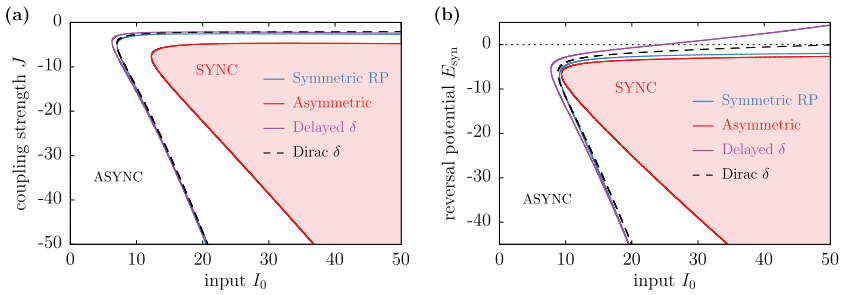 (a)
coupling strength J
0
-10
-20
-30
-40
-50
SYNC
Symmetric RP
Asymmetric
Delayed δ
Dirac δ
ASYNC
0 10 20 30 40 50
input I₀
(b)
reversal potential Eₛyn
0
-10
-20
-30
-40
SYNC
Symmetric RP
Asymmetric
Delayed δ
Dirac δ
ASYNC
0 10 20 30 40 50
input I₀